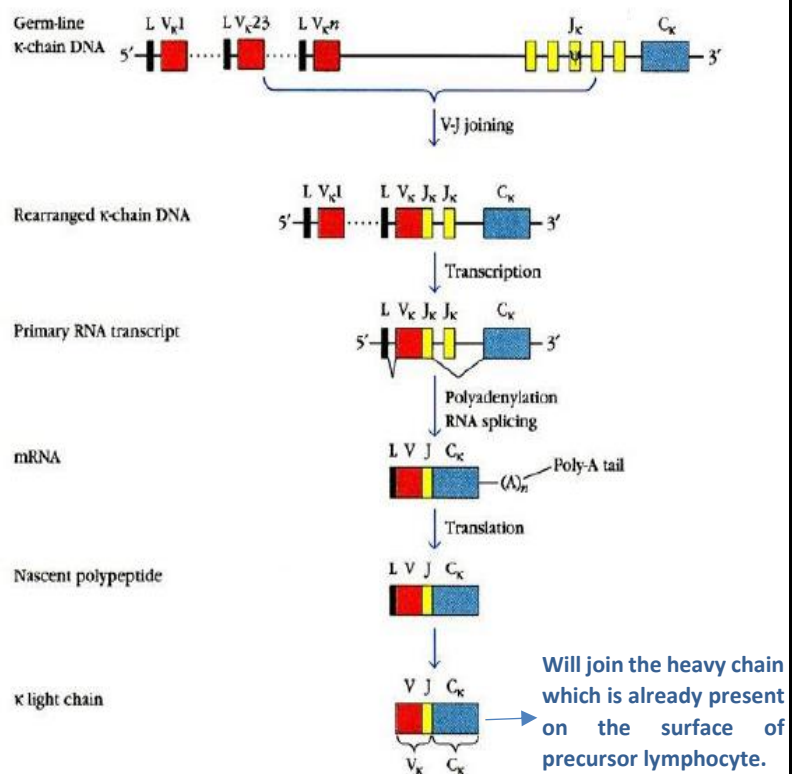 Germ-line
κ-chain DNA
L Vκ1 L Vκ23 L Vκn Jκ Cκ
5′ ψ 3′
V-J joining
Rearranged κ-chain DNA
L Vκ1 L Vκ Jκ Jκ Cκ
5′ 3′
Transcription
Primary RNA transcript
L Vκ Jκ Jκ Cκ
5′ 3′
Polyadenylation
RNA splicing
mRNA
L V J Cκ
(A)n
Poly-A tail
Translation
Nascent polypeptide
L V J Cκ
κ light chain
V J Cκ
Vκ Cκ
Will join the heavy chain
which is already present
on the surface of
precursor lymphocyte.